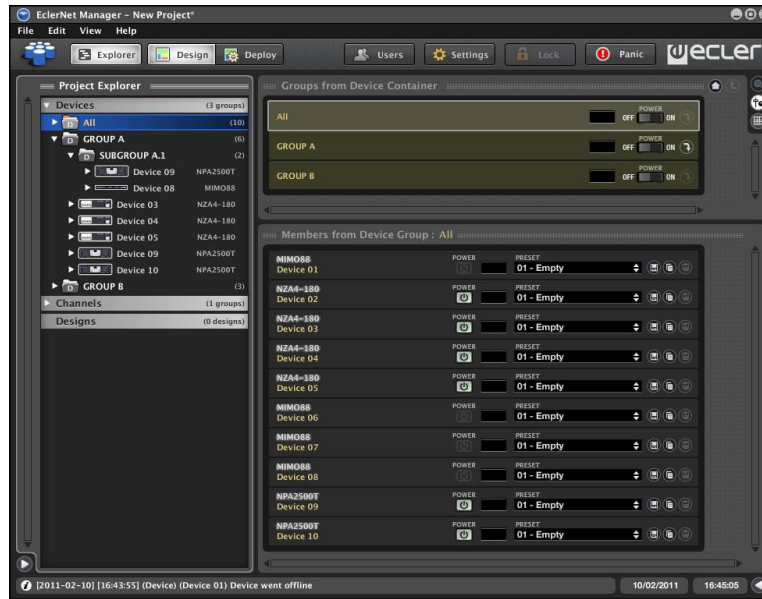 EclerNet Manager – New Project*
File Edit View Help
Explorer Design Deploy Users Settings Lock Panic ecler
Project Explorer
Devices (3 groups)
All (10)
GROUP A (6)
SUBGROUP A.1 (2)
Device 09 NPA2500T
Device 08 MIMO88
Device 03 NZA4-180
Device 04 NZA4-180
Device 05 NZA4-180
Device 09 NPA2500T
Device 10 NPA2500T
GROUP B (3)
Channels (1 groups)
Designs (0 designs)
Groups from Device Container
All POWER OFF ON
GROUP A POWER OFF ON
GROUP B POWER OFF ON
Members from Device Group : All
MIMO88 POWER PRESET
Device 01 01 - Empty
NZA4-180 POWER PRESET
Device 02 01 - Empty
NZA4-180 POWER PRESET
Device 03 01 - Empty
NZA4-180 POWER PRESET
Device 04 01 - Empty
NZA4-180 POWER PRESET
Device 05 01 - Empty
MIMO88 POWER PRESET
Device 06 01 - Empty
MIMO88 POWER PRESET
Device 07 01 - Empty
MIMO88 POWER PRESET
Device 08 01 - Empty
NPA2500T POWER PRESET
Device 09 01 - Empty
NPA2500T POWER PRESET
Device 10 01 - Empty
[2011-02-10] [16:43:55] (Device) (Device 01) Device went offline 10/02/2011 16:45:05